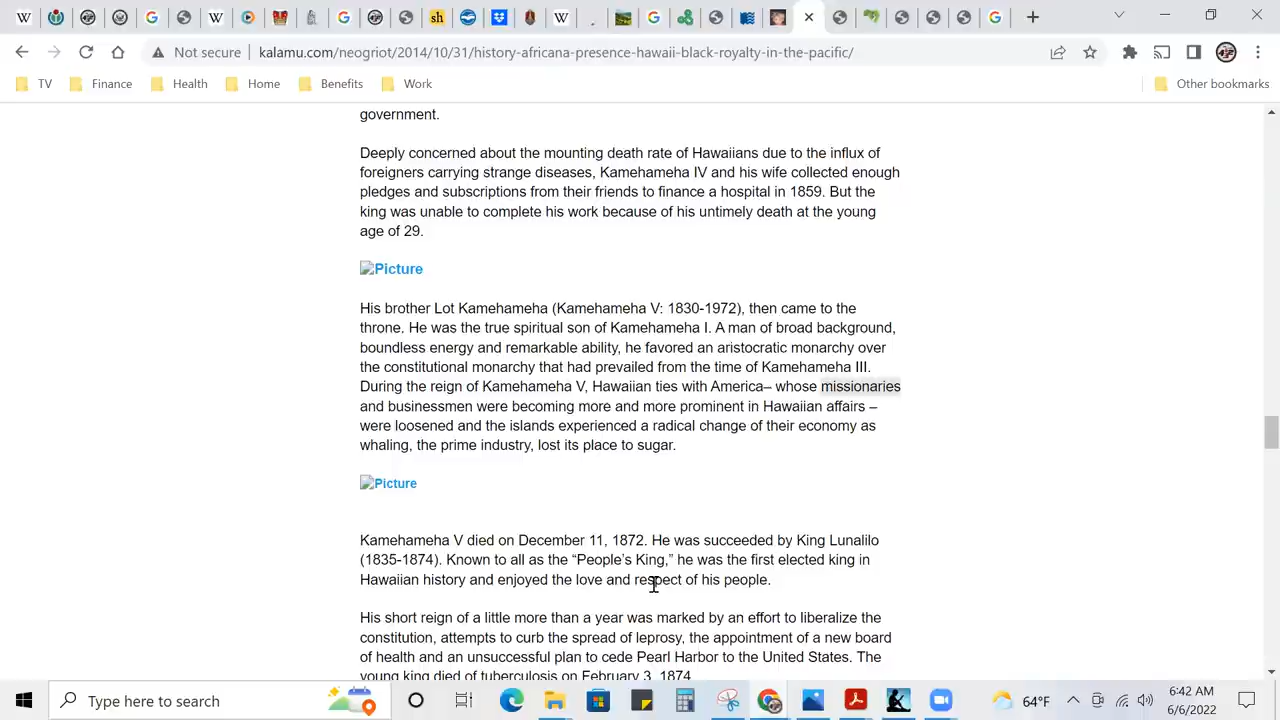 Not secure
kalamu.com/neogriot/2014/10/31/history-africana-presence-hawaii-black-royalty-in-the-pacific/
TV
Finance
Health
Home
Benefits
Work
Other bookmarks
government.
Deeply concerned about the mounting death rate of Hawaiians due to the influx of
foreigners carrying strange diseases, Kamehameha IV and his wife collected enough
pledges and subscriptions from their friends to finance a hospital in 1859. But the
king was unable to complete his work because of his untimely death at the young
age of 29.
Picture
His brother Lot Kamehameha (Kamehameha V: 1830-1972), then came to the
throne. He was the true spiritual son of Kamehameha I. A man of broad background,
boundless energy and remarkable ability, he favored an aristocratic monarchy over
the constitutional monarchy that had prevailed from the time of Kamehameha III.
During the reign of Kamehameha V, Hawaiian ties with America– whose missionaries
and businessmen were becoming more and more prominent in Hawaiian affairs –
were loosened and the islands experienced a radical change of their economy as
whaling, the prime industry, lost its place to sugar.
Picture
Kamehameha V died on December 11, 1872. He was succeeded by King Lunalilo
(1835-1874). Known to all as the “People’s King,” he was the first elected king in
Hawaiian history and enjoyed the love and respect of his people.
His short reign of a little more than a year was marked by an effort to liberalize the
constitution, attempts to curb the spread of leprosy, the appointment of a new board
of health and an unsuccessful plan to cede Pearl Harbor to the United States. The
young king died of tuberculosis on February 3, 1874
Type here to search
64°F
6:42 AM
6/6/2022